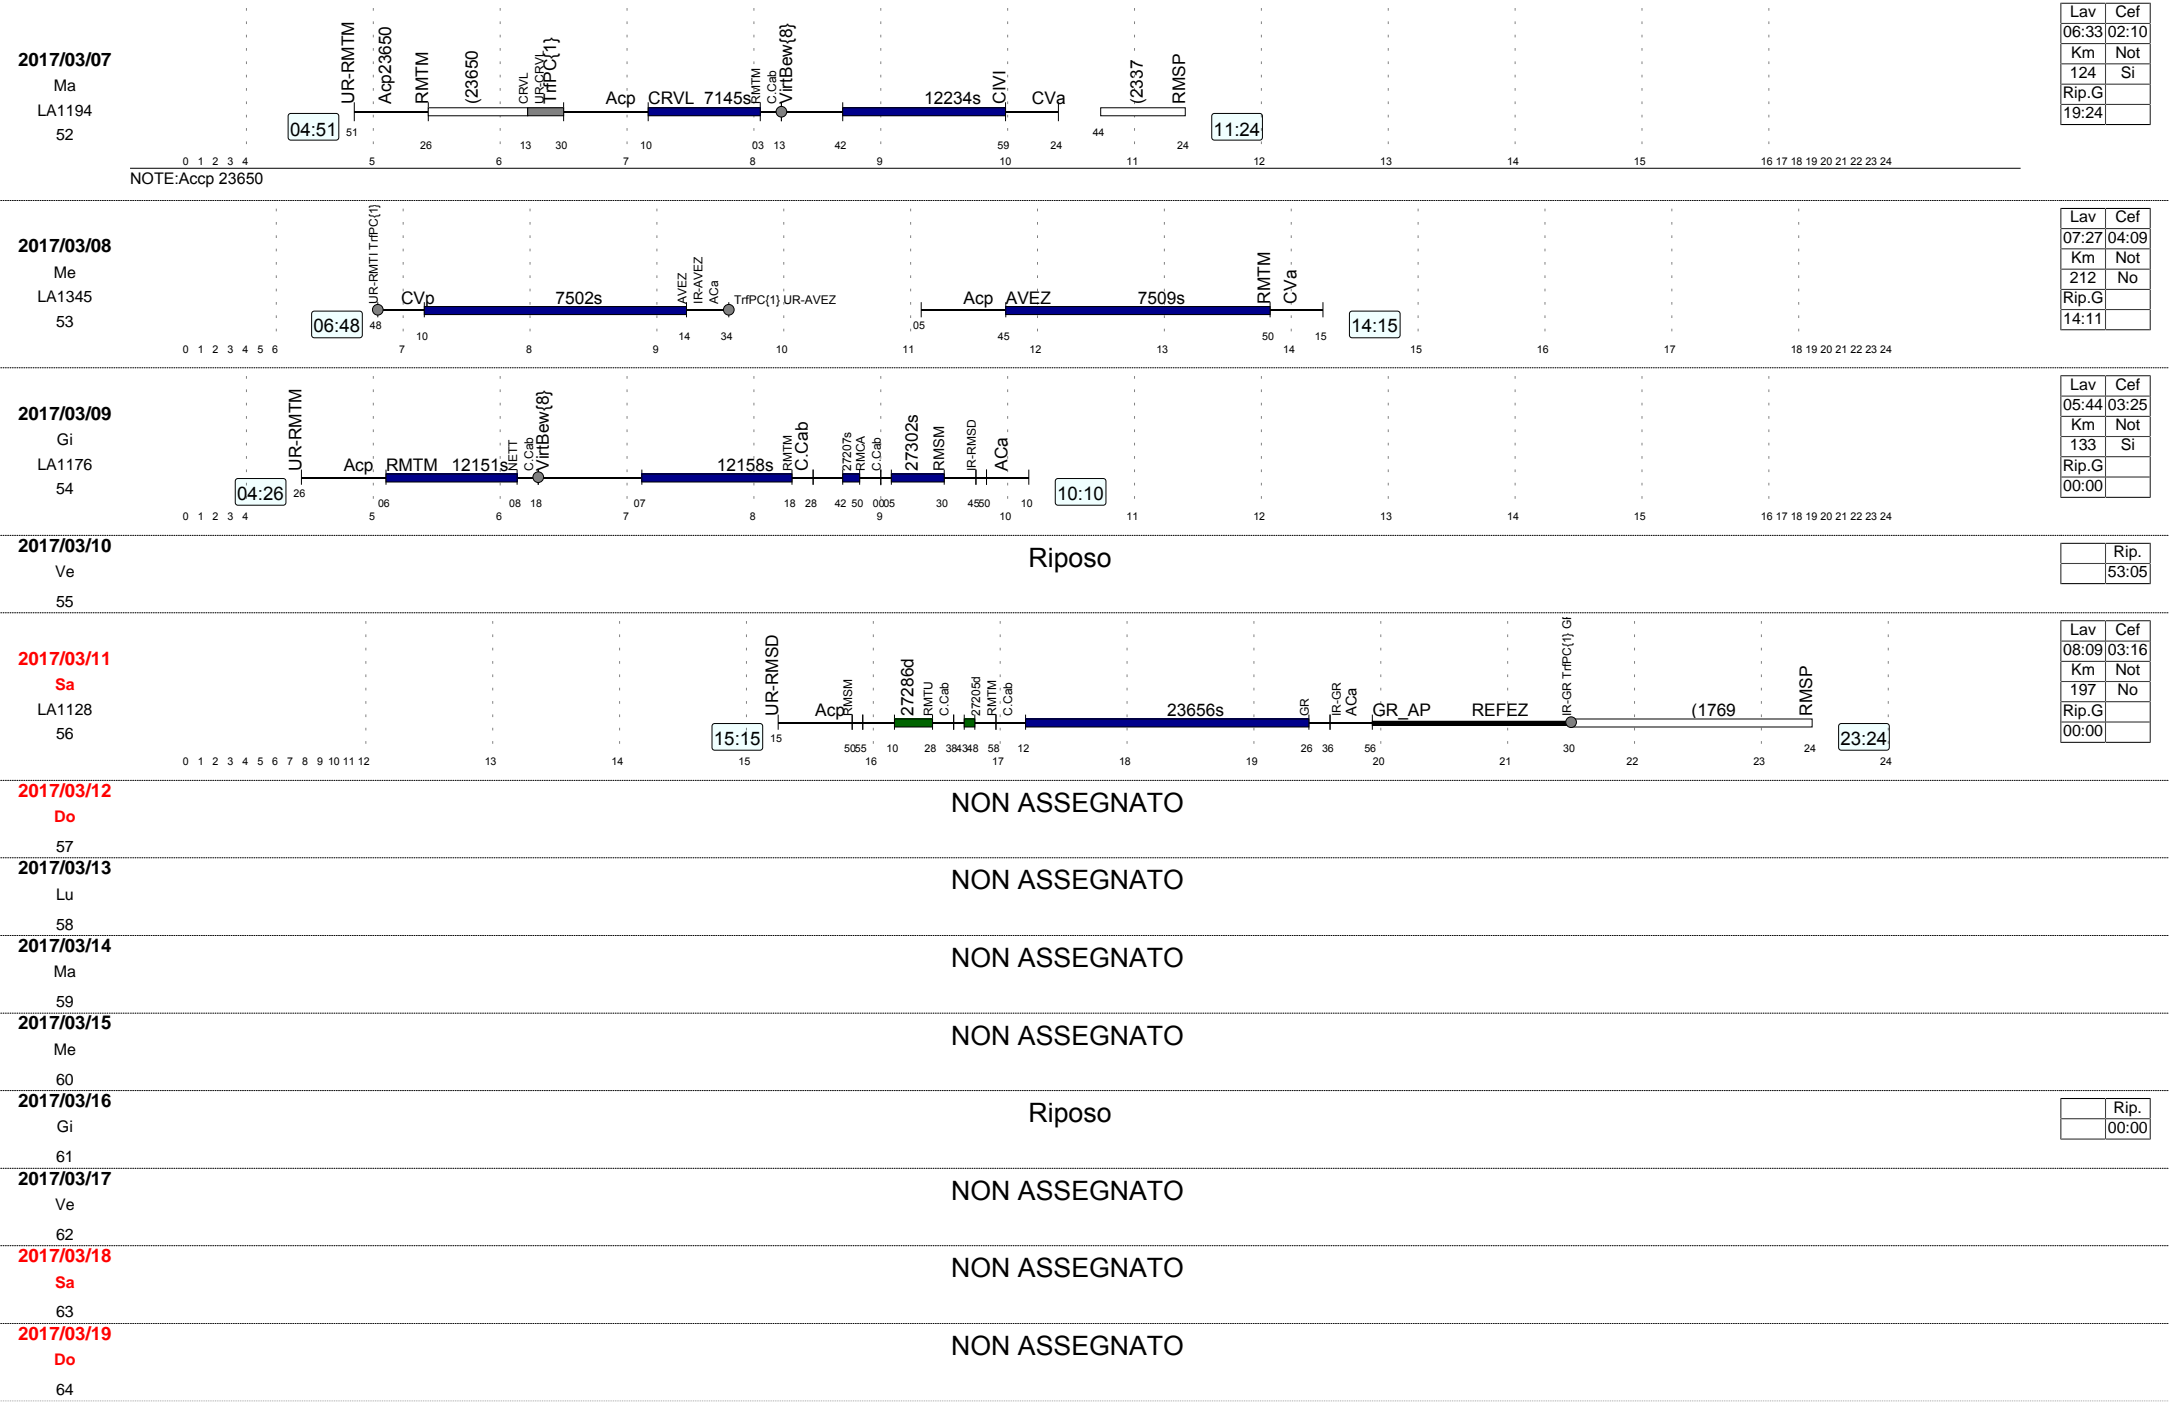 2017/03/07
Ma
LA1194
52
04:51
UR-RMTM Acp23650 RMTM (23650 CRVL UR-CRVL TrfPC{1} Acp CRVL 7145s RMTM C.Cab VirtBew{8} 12234s CIVI CVa (2337 RMSP
51 26 13 30 10 03 13 42 59 24 44 24
11:24
0 1 2 3 4 5 6 7 8 9 10 11 12 13 14 15 16 17 18 19 20 21 22 23 24
NOTE:Accp 23650
Lav Cef
06:33 02:10
Km Not
124 Si
Rip.G
19:24
2017/03/08
Me
LA1345
53
06:48
UR-RMTI TrfPC{1} CVp 7502s AVEZ IR-AVEZ ACa TrfPC{1} UR-AVEZ Acp AVEZ 7509s RMTM CVa
48 10 14 34 05 45 50 15
14:15
0 1 2 3 4 5 6 7 8 9 10 11 12 13 14 15 16 17 18 19 20 21 22 23 24
Lav Cef
07:27 04:09
Km Not
212 No
Rip.G
14:11
2017/03/09
Gi
LA1176
54
04:26
UR-RMTM Acp RMTM 12151s NETT C.Cab VirtBew{8} 12158s RMTM C.Cab 27207s RMCA C.Cab 27302s RMSM IR-RMSD ACa
26 06 08 18 07 18 28 42 50 00 05 30 45 50 10
10:10
0 1 2 3 4 5 6 7 8 9 10 11 12 13 14 15 16 17 18 19 20 21 22 23 24
Lav Cef
05:44 03:25
Km Not
133 Si
Rip.G
00:00
2017/03/10
Ve
55
Riposo
Rip.
53:05
2017/03/11
Sa
LA1128
56
15:15
UR-RMSD Acp RMSM 27286d RMTU C.Cab 27205d RMTM C.Cab 23656s GR IR-GR ACa GR_AP REFEZ IR-GR TrfPC{1} (1769 RMSP
15 50 55 10 28 38 43 48 58 12 26 36 56 30 24
23:24
0 1 2 3 4 5 6 7 8 9 10 11 12 13 14 15 16 17 18 19 20 21 22 23 24
Lav Cef
08:09 03:16
Km Not
197 No
Rip.G
00:00
2017/03/12
Do
57
NON ASSEGNATO
2017/03/13
Lu
58
NON ASSEGNATO
2017/03/14
Ma
59
NON ASSEGNATO
2017/03/15
Me
60
NON ASSEGNATO
2017/03/16
Gi
61
Riposo
Rip.
00:00
2017/03/17
Ve
62
NON ASSEGNATO
2017/03/18
Sa
63
NON ASSEGNATO
2017/03/19
Do
64
NON ASSEGNATO